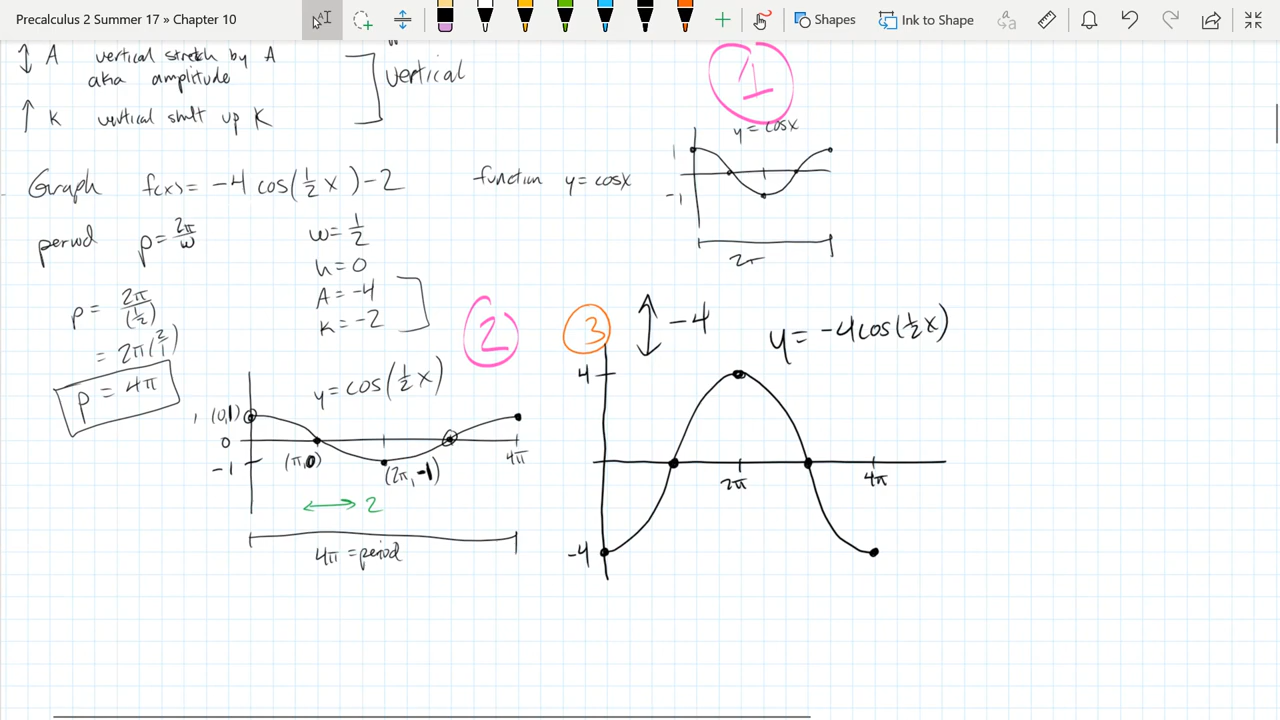 Precalculus 2 Summer 17 » Chapter 10
Shapes
Ink to Shape
↕ A vertical stretch by A
aka amplitude
vertical
↑ K vertical shift up K
1
y = cosx
1
-1
2π
Graph f(x) = -4 cos(½x) - 2
function y = cosx
period p = 2π/w
w = ½
h = 0
A = -4
K = -2
p = 2π/(½)
= 2π(2/1)
p = 4π
2
y = cos(½x)
1 (0,1)
0
-1
(π,0)
(2π,-1)
4π
↔ 2
4π = period
3
↕ -4
y = -4cos(½x)
4
2π
4π
-4